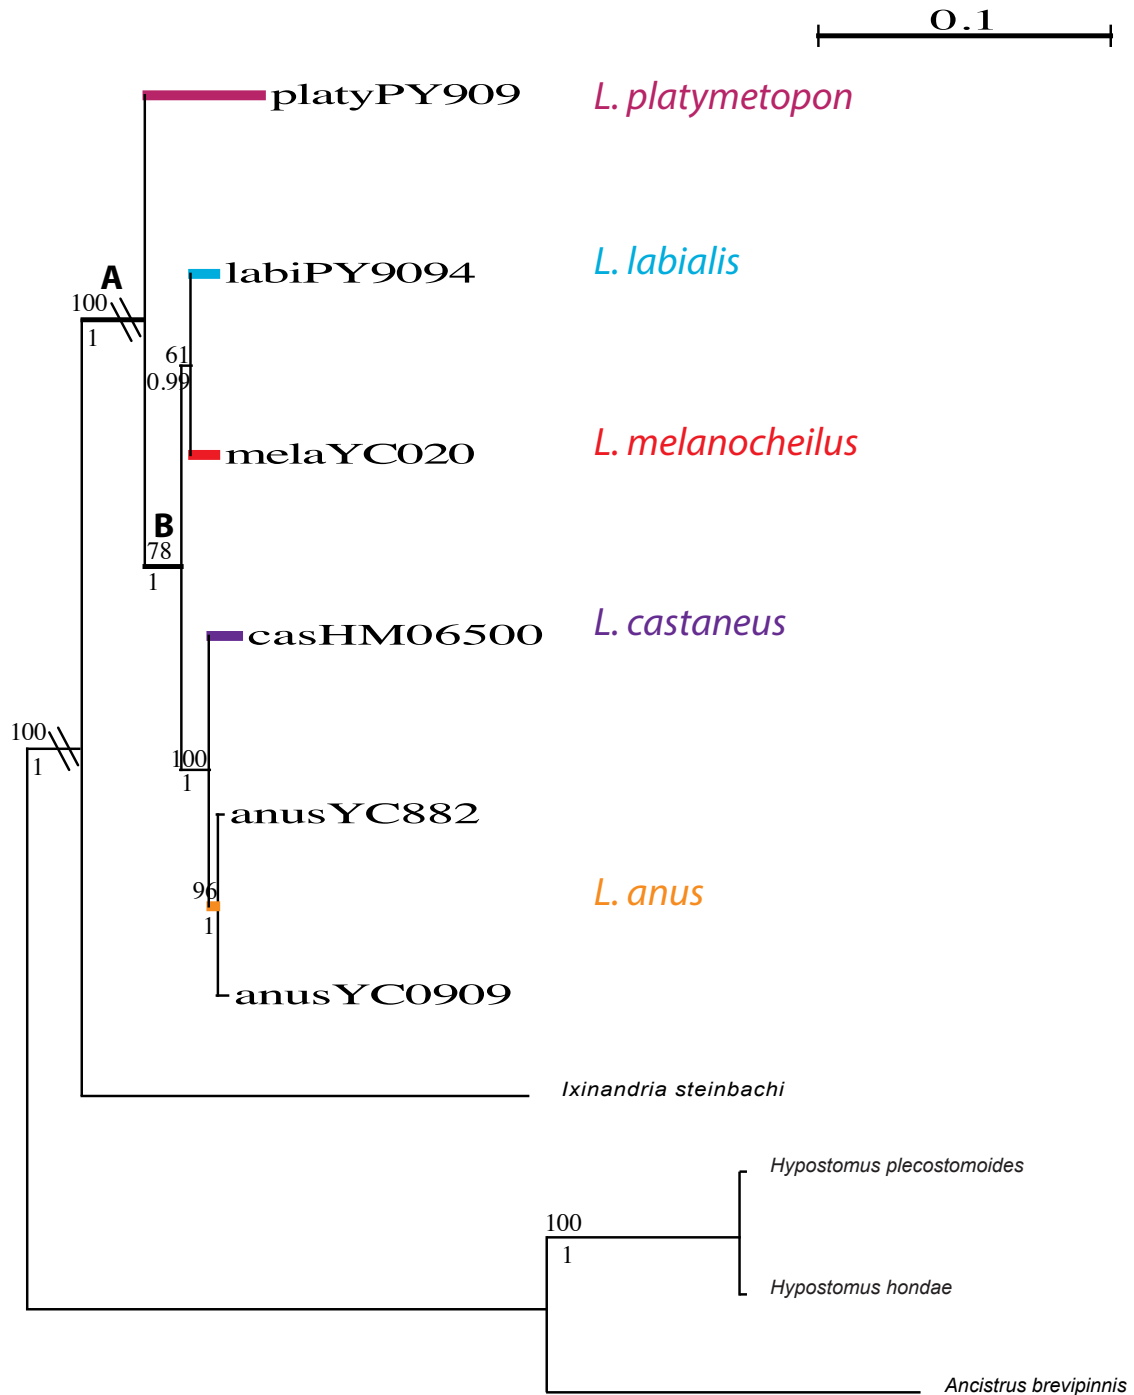 0.1
platyPY909 L. platymetopon
labiPY9094 L. labialis
A
100
1
61
0.99
melaYC020 L. melanocheilus
B
78
1
casHM06500 L. castaneus
100
1
100
1
anusYC882
96
1
L. anus
anusYC0909
Ixinandria steinbachi
Hypostomus plecostomoides
100
1
Hypostomus hondae
Ancistrus brevipinnis